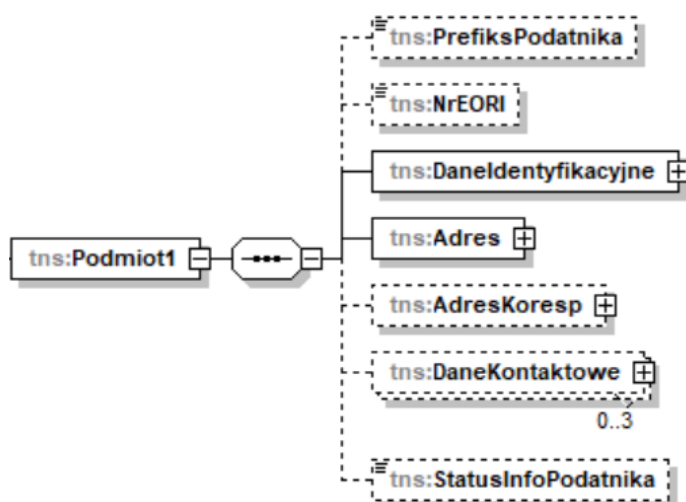 tns:PrefiksPodatnika
tns:NrEORI
tns:DaneIdentyfikacyjne
tns:Podmiot1
tns:Adres
tns:AdresKoresp
tns:DaneKontaktowe
0..3
tns:StatusInfoPodatnika